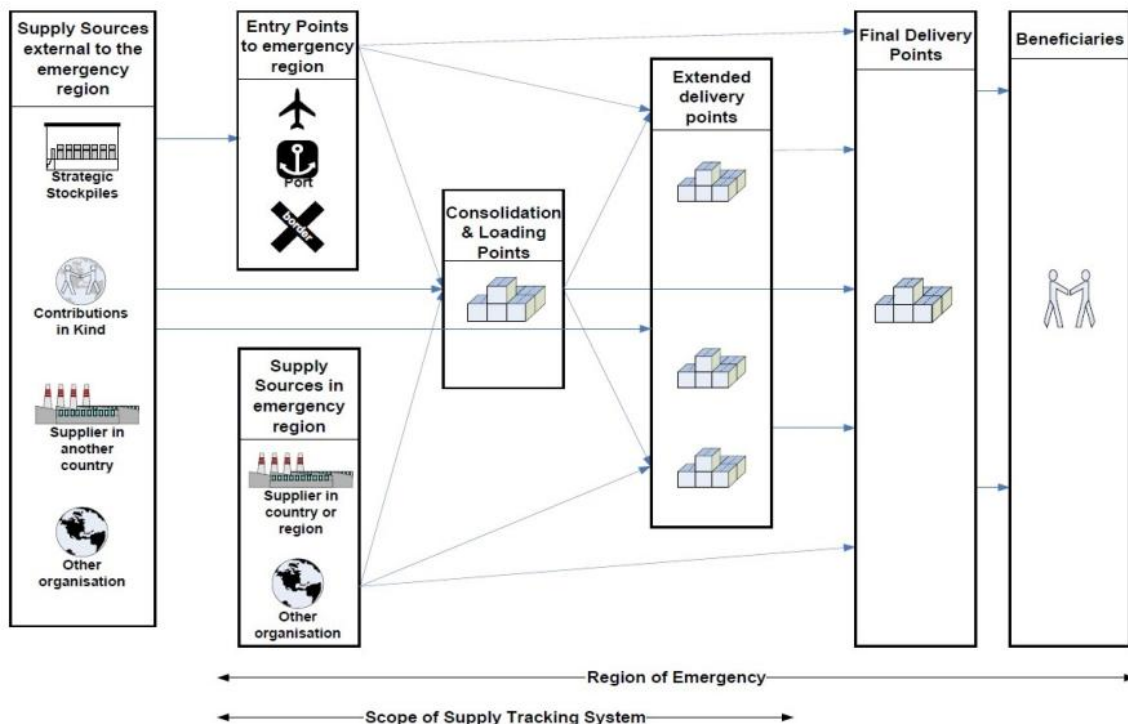 Supply Sources
external to the
emergency
region
Strategic
Stockpiles
Contributions
in Kind
Supplier in
another
country
Other
organisation
Entry Points
to emergency
region
Port
border
Supply
Sources in
emergency
region
Supplier in
country or
region
Other
organisation
Consolidation
& Loading
Points
Extended
delivery
points
Final Delivery
Points
Beneficiaries
Region of Emergency
Scope of Supply Tracking System